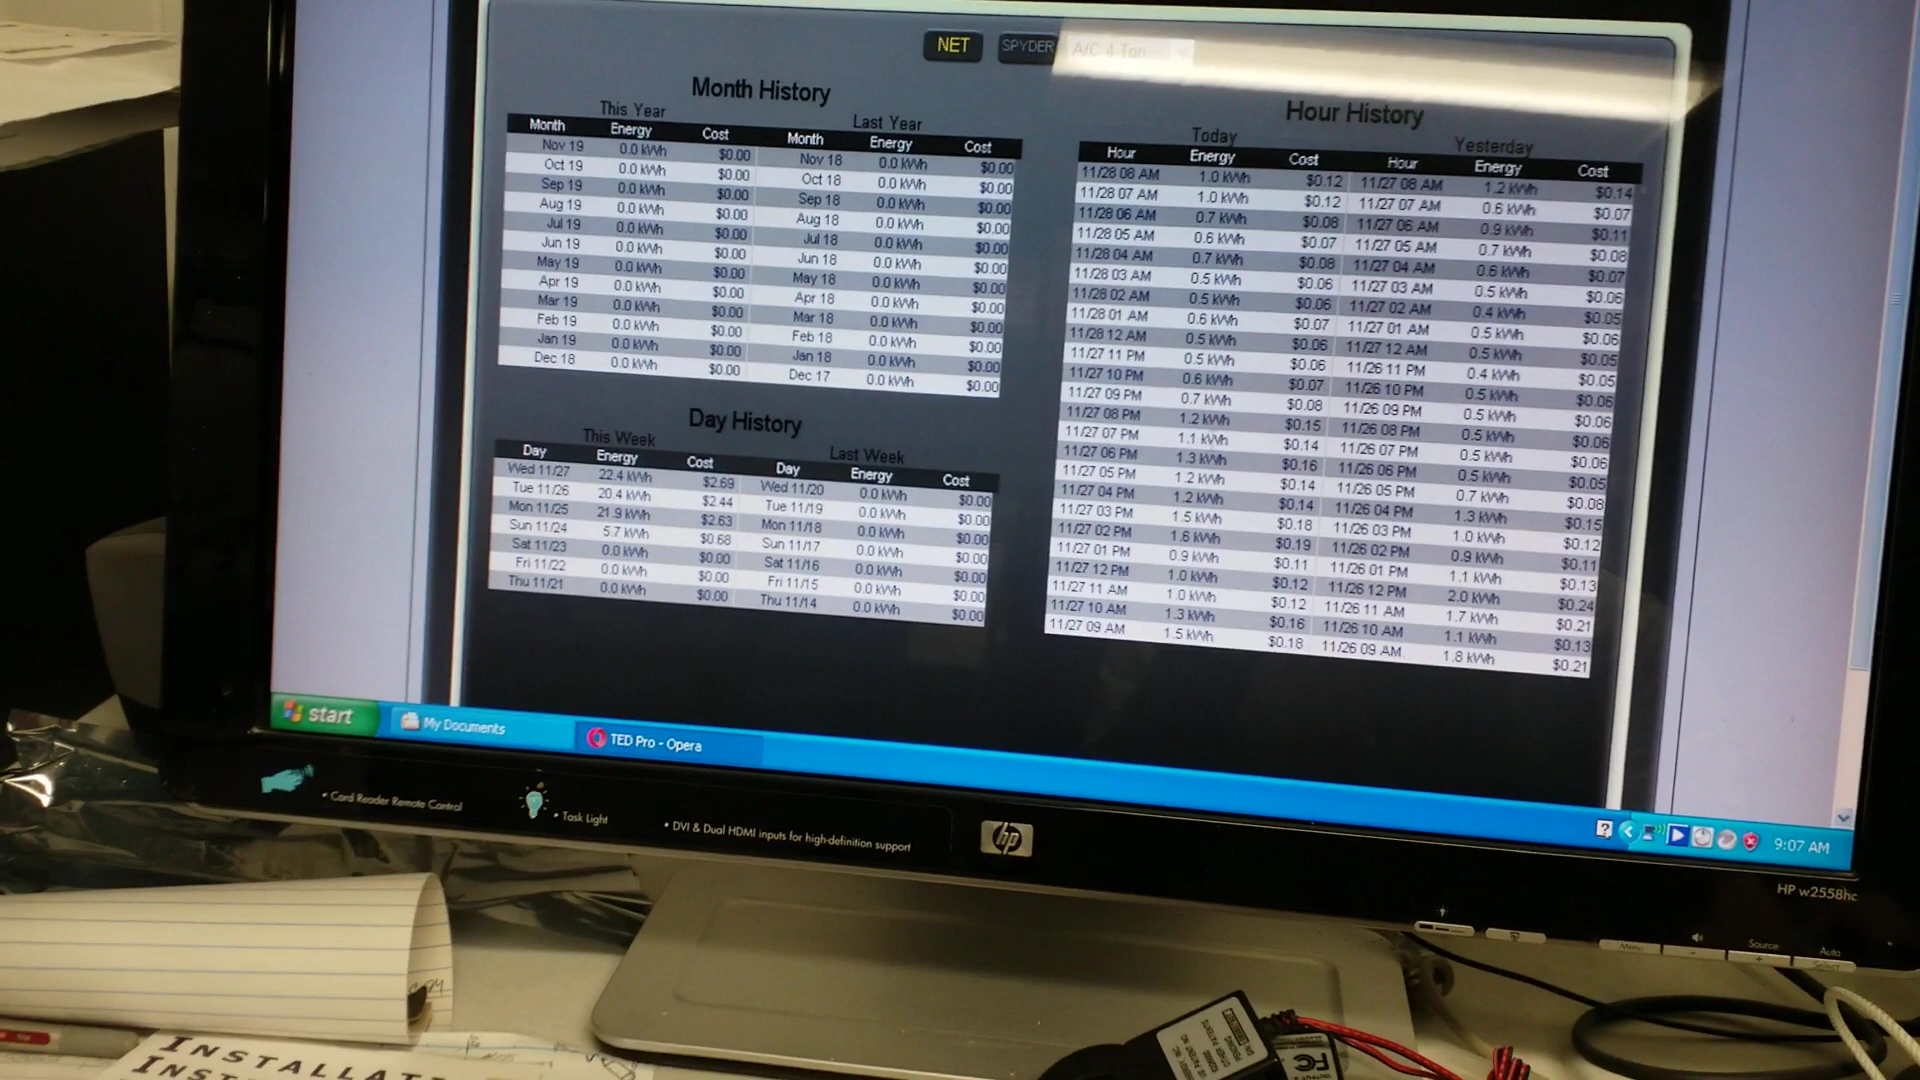 NET SPYDER A/C 4 Ton
Month History
This Year Last Year
Month Energy Cost Month Energy Cost
Nov 19 0.0 kWh $0.00 Nov 18 0.0 kWh $0.00
Oct 19 0.0 kWh $0.00 Oct 18 0.0 kWh $0.00
Sep 19 0.0 kWh $0.00 Sep 18 0.0 kWh $0.00
Aug 19 0.0 kWh $0.00 Aug 18 0.0 kWh $0.00
Jul 19 0.0 kWh $0.00 Jul 18 0.0 kWh $0.00
Jun 19 0.0 kWh $0.00 Jun 18 0.0 kWh $0.00
May 19 0.0 kWh $0.00 May 18 0.0 kWh $0.00
Apr 19 0.0 kWh $0.00 Apr 18 0.0 kWh $0.00
Mar 19 0.0 kWh $0.00 Mar 18 0.0 kWh $0.00
Feb 19 0.0 kWh $0.00 Feb 18 0.0 kWh $0.00
Jan 19 0.0 kWh $0.00 Jan 18 0.0 kWh $0.00
Dec 18 0.0 kWh $0.00 Dec 17 0.0 kWh $0.00
Day History
This Week Last Week
Day Energy Cost Day Energy Cost
Wed 11/27 22.4 kWh $2.69 Wed 11/20 0.0 kWh $0.00
Tue 11/26 20.4 kWh $2.44 Tue 11/19 0.0 kWh $0.00
Mon 11/25 21.9 kWh $2.63 Mon 11/18 0.0 kWh $0.00
Sun 11/24 5.7 kWh $0.68 Sun 11/17 0.0 kWh $0.00
Sat 11/23 0.0 kWh $0.00 Sat 11/16 0.0 kWh $0.00
Fri 11/22 0.0 kWh $0.00 Fri 11/15 0.0 kWh $0.00
Thu 11/21 0.0 kWh $0.00 Thu 11/14 0.0 kWh $0.00
Hour History
Today Yesterday
Hour Energy Cost Hour Energy Cost
11/28 08 AM 1.0 kWh $0.12 11/27 08 AM 1.2 kWh $0.14
11/28 07 AM 1.0 kWh $0.12 11/27 07 AM 0.6 kWh $0.07
11/28 06 AM 0.7 kWh $0.08 11/27 06 AM 0.9 kWh $0.11
11/28 05 AM 0.6 kWh $0.07 11/27 05 AM 0.7 kWh $0.08
11/28 04 AM 0.7 kWh $0.08 11/27 04 AM 0.6 kWh $0.07
11/28 03 AM 0.5 kWh $0.06 11/27 03 AM 0.5 kWh $0.06
11/28 02 AM 0.5 kWh $0.06 11/27 02 AM 0.4 kWh $0.05
11/28 01 AM 0.6 kWh $0.07 11/27 01 AM 0.5 kWh $0.06
11/28 12 AM 0.5 kWh $0.06 11/27 12 AM 0.5 kWh $0.05
11/27 11 PM 0.5 kWh $0.06 11/26 11 PM 0.4 kWh $0.05
11/27 10 PM 0.6 kWh $0.07 11/26 10 PM 0.5 kWh $0.06
11/27 09 PM 0.7 kWh $0.08 11/26 09 PM 0.5 kWh $0.06
11/27 08 PM 1.2 kWh $0.15 11/26 08 PM 0.5 kWh $0.06
11/27 07 PM 1.1 kWh $0.14 11/26 07 PM 0.5 kWh $0.06
11/27 06 PM 1.3 kWh $0.16 11/26 06 PM 0.5 kWh $0.05
11/27 05 PM 1.2 kWh $0.14 11/26 05 PM 0.7 kWh $0.08
11/27 04 PM 1.2 kWh $0.14 11/26 04 PM 1.3 kWh $0.15
11/27 03 PM 1.5 kWh $0.18 11/26 03 PM 1.0 kWh $0.12
11/27 02 PM 1.6 kWh $0.19 11/26 02 PM 0.9 kWh $0.11
11/27 01 PM 0.9 kWh $0.11 11/26 01 PM 1.1 kWh $0.13
11/27 12 PM 1.0 kWh $0.12 11/26 12 PM 2.0 kWh $0.24
11/27 11 AM 1.0 kWh $0.12 11/26 11 AM 1.7 kWh $0.21
11/27 10 AM 1.3 kWh $0.16 11/26 10 AM 1.1 kWh $0.13
11/27 09 AM 1.5 kWh $0.18 11/26 09 AM 1.8 kWh $0.21
start My Documents TED Pro - Opera 9:07 AM
• Card Reader Remote Control
• Task Light
• DVI & Dual HDMI inputs for high-definition support
hp
HP w2558hc
Menu - Source + Auto
Select
INSTALLAT
INST
FC